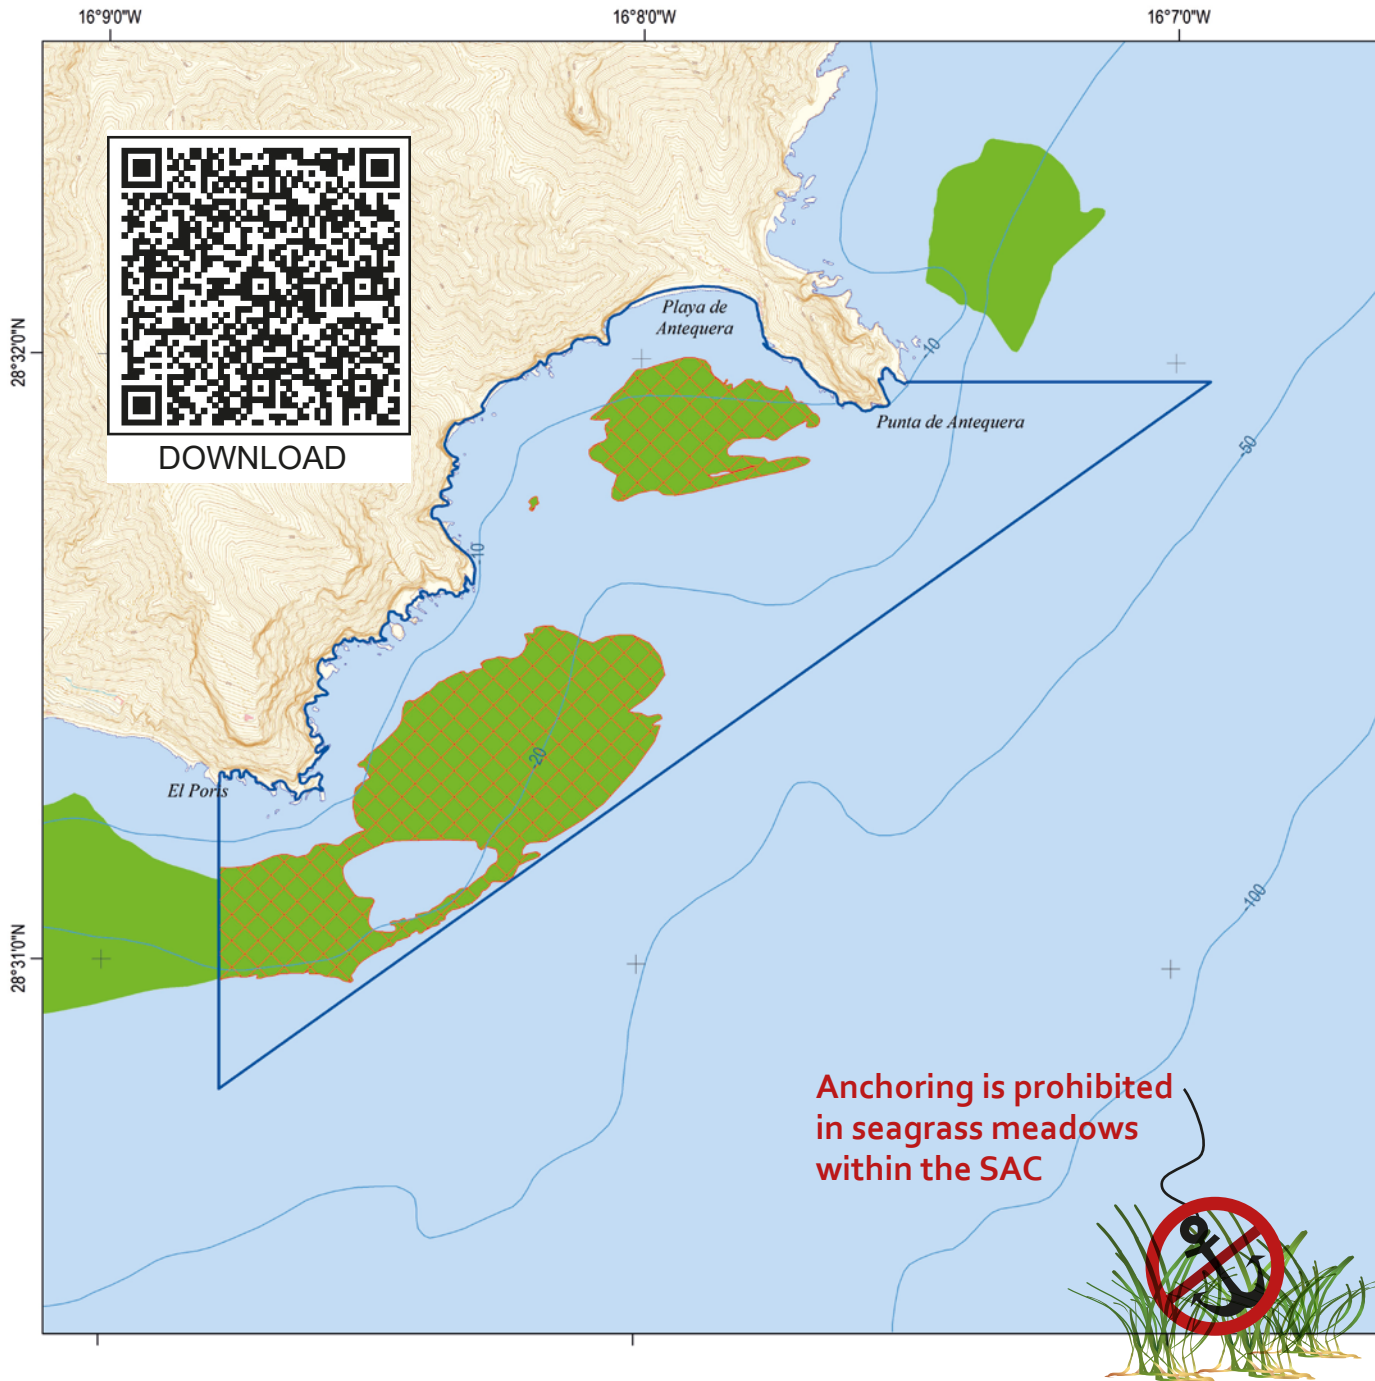 16°9'0"W
16°8'0"W
16°7'0"W
28°32'0"N
28°31'0"N
DOWNLOAD
Playa de
Antequera
-10
Punta de Antequera
-50
-10
-20
El Porís
-100
Anchoring is prohibited
in seagrass meadows
within the SAC